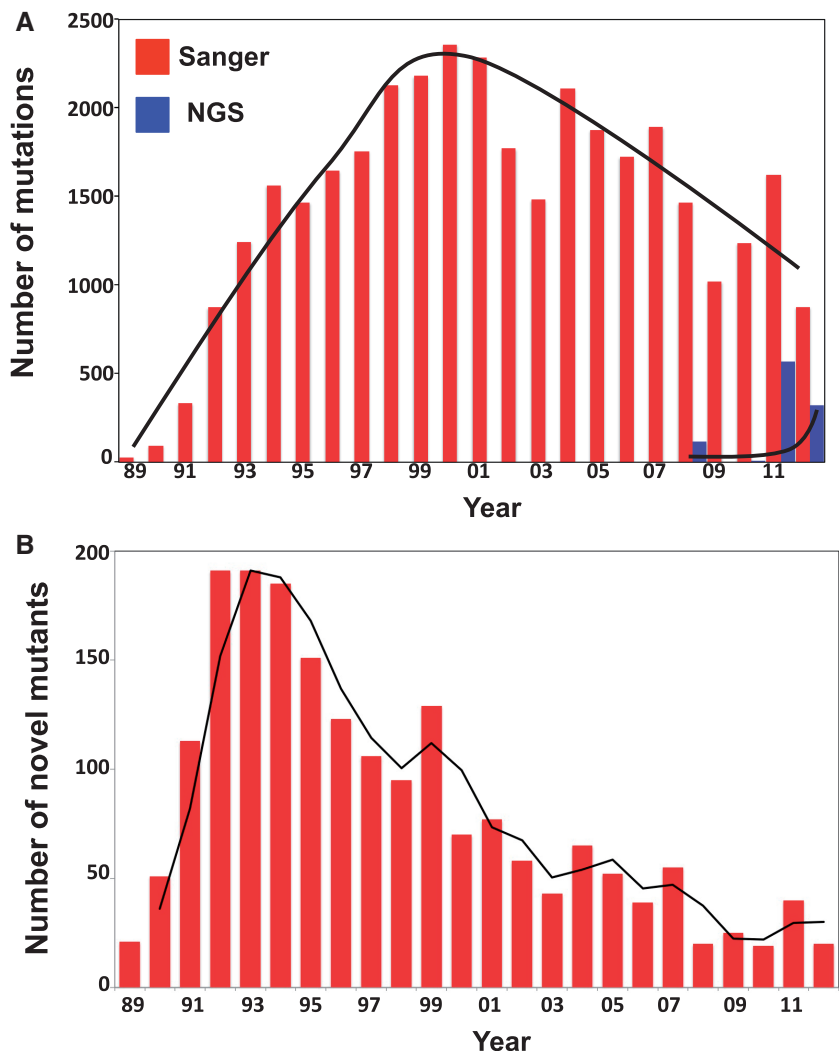 A
Number of mutations
2500
2000
1500
1000
500
0
Sanger
NGS
89 91 93 95 97 99 01 03 05 07 09 11
Year
B
Number of novel mutants
200
150
100
50
0
89 91 93 95 97 99 01 03 05 07 09 11
Year